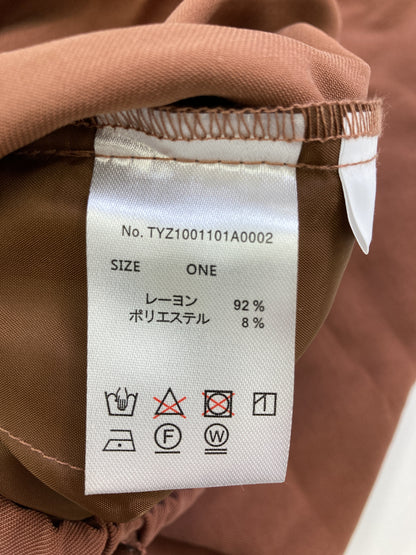 No. TYZ1001101A0002
SIZE ONE
レーヨン 92 %
ポリエステル 8 %
F W